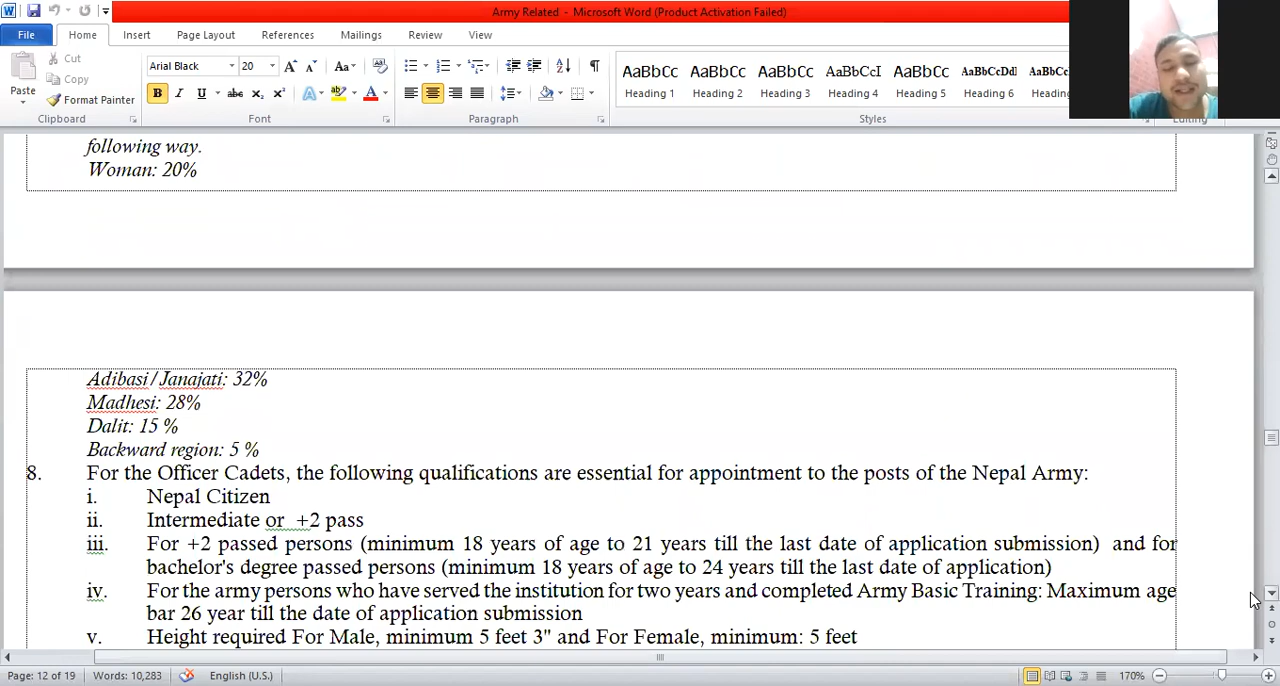 Army Related - Microsoft Word (Product Activation Failed)
File Home Insert Page Layout References Mailings Review View
Paste
Cut
Copy
Format Painter
Clipboard
Arial Black 20
Font
Paragraph
AaBbCc AaBbCc AaBbCc AaBbCcI AaBbCc AaBbCcDd AaBbCc
Heading 1 Heading 2 Heading 3 Heading 4 Heading 5 Heading 6
Styles
Editing
following way.
Woman: 20%
Adibasi/Janajati: 32%
Madhesi: 28%
Dalit: 15 %
Backward region: 5 %
8. For the Officer Cadets, the following qualifications are essential for appointment to the posts of the Nepal Army:
i. Nepal Citizen
ii. Intermediate or +2 pass
iii. For +2 passed persons (minimum 18 years of age to 21 years till the last date of application submission) and for
bachelor's degree passed persons (minimum 18 years of age to 24 years till the last date of application)
iv. For the army persons who have served the institution for two years and completed Army Basic Training: Maximum age
bar 26 year till the date of application submission
v. Height required For Male, minimum 5 feet 3" and For Female, minimum: 5 feet
Page: 12 of 19 Words: 10,283 English (U.S.) 170%